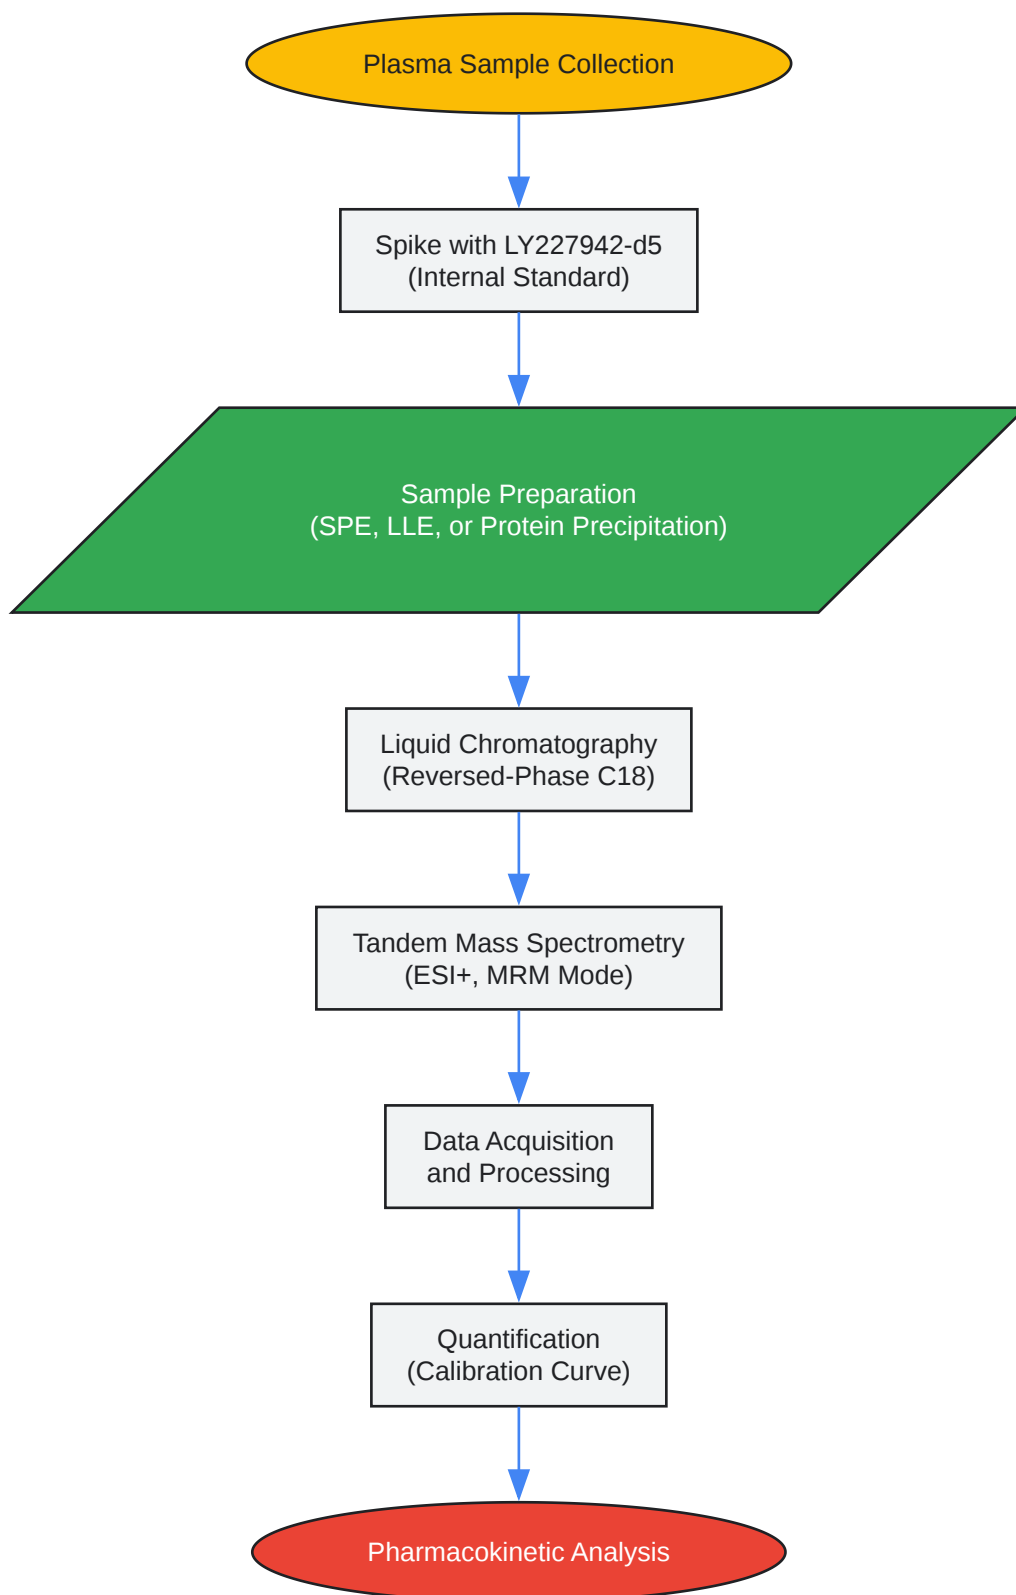 Plasma Sample Collection
Spike with LY227942-d5
(Internal Standard)
Sample Preparation
(SPE, LLE, or Protein Precipitation)
Liquid Chromatography
(Reversed-Phase C18)
Tandem Mass Spectrometry
(ESI+, MRM Mode)
Data Acquisition
and Processing
Quantification
(Calibration Curve)
Pharmacokinetic Analysis